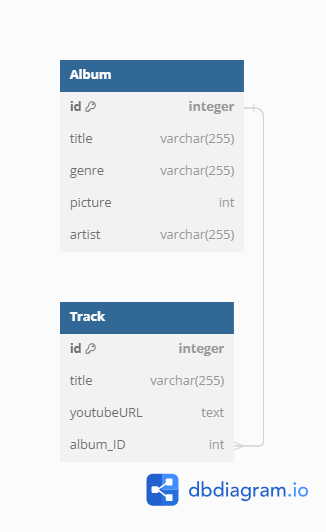 Album
id integer
title varchar(255)
genre varchar(255)
picture int
artist varchar(255)
Track
id integer
title varchar(255)
youtubeURL text
album_ID int
dbdiagram.io